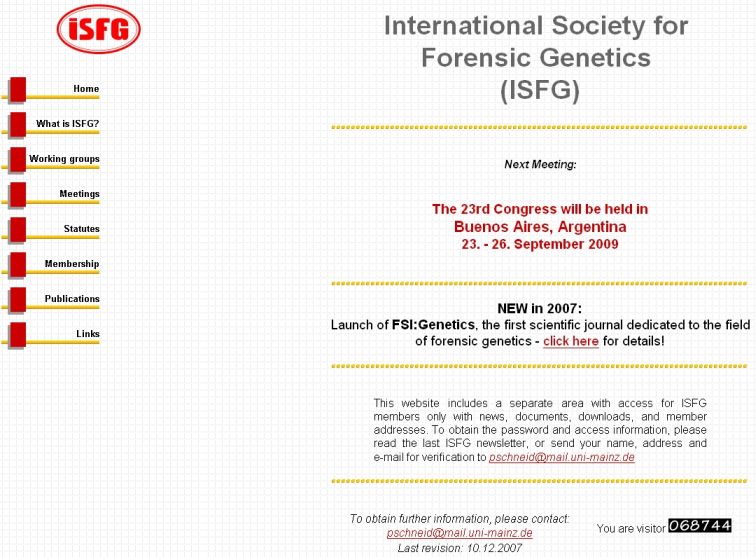 iSFG
International Society for
Forensic Genetics
(ISFG)
Home
What is ISFG?
Working groups
Meetings
Statutes
Membership
Publications
Links
Next Meeting:
The 23rd Congress will be held in
Buenos Aires, Argentina
23. - 26. September 2009
NEW in 2007:
Launch of FSI:Genetics, the first scientific journal dedicated to the field
of forensic genetics - click here for details!
This website includes a separate area with access for ISFG
members only with news, documents, downloads, and member
addresses. To obtain the password and access information, please
read the last ISFG newsletter, or send your name, address and
e-mail for verification to pschneid@mail.uni-mainz.de
To obtain further information, please contact:
pschneid@mail.uni-mainz.de
Last revision: 10.12.2007
You are visitor 068744